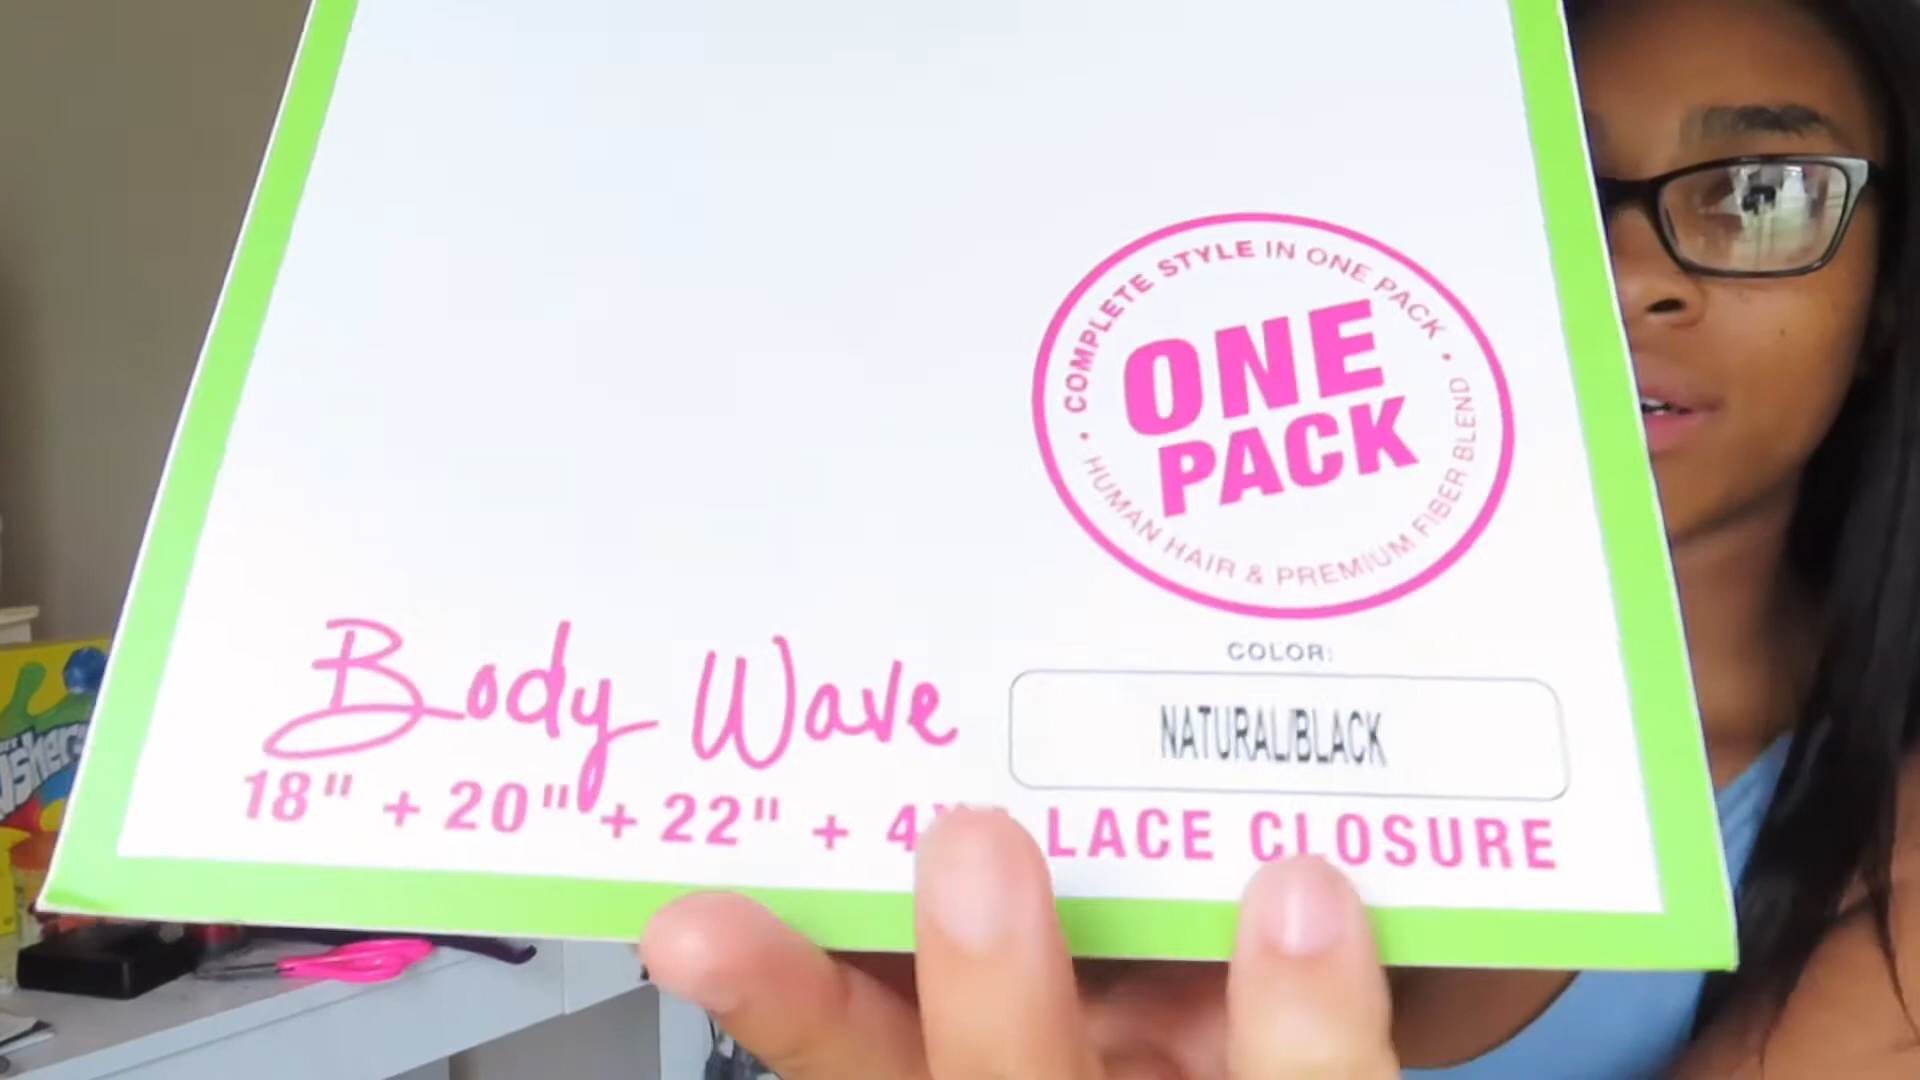 • COMPLETE STYLE IN ONE PACK •
ONE
PACK
HUMAN HAIR & PREMIUM FIBER BLEND
Body Wave
COLOR:
NATURAL/BLACK
18" + 20" + 22" + LACE CLOSURE